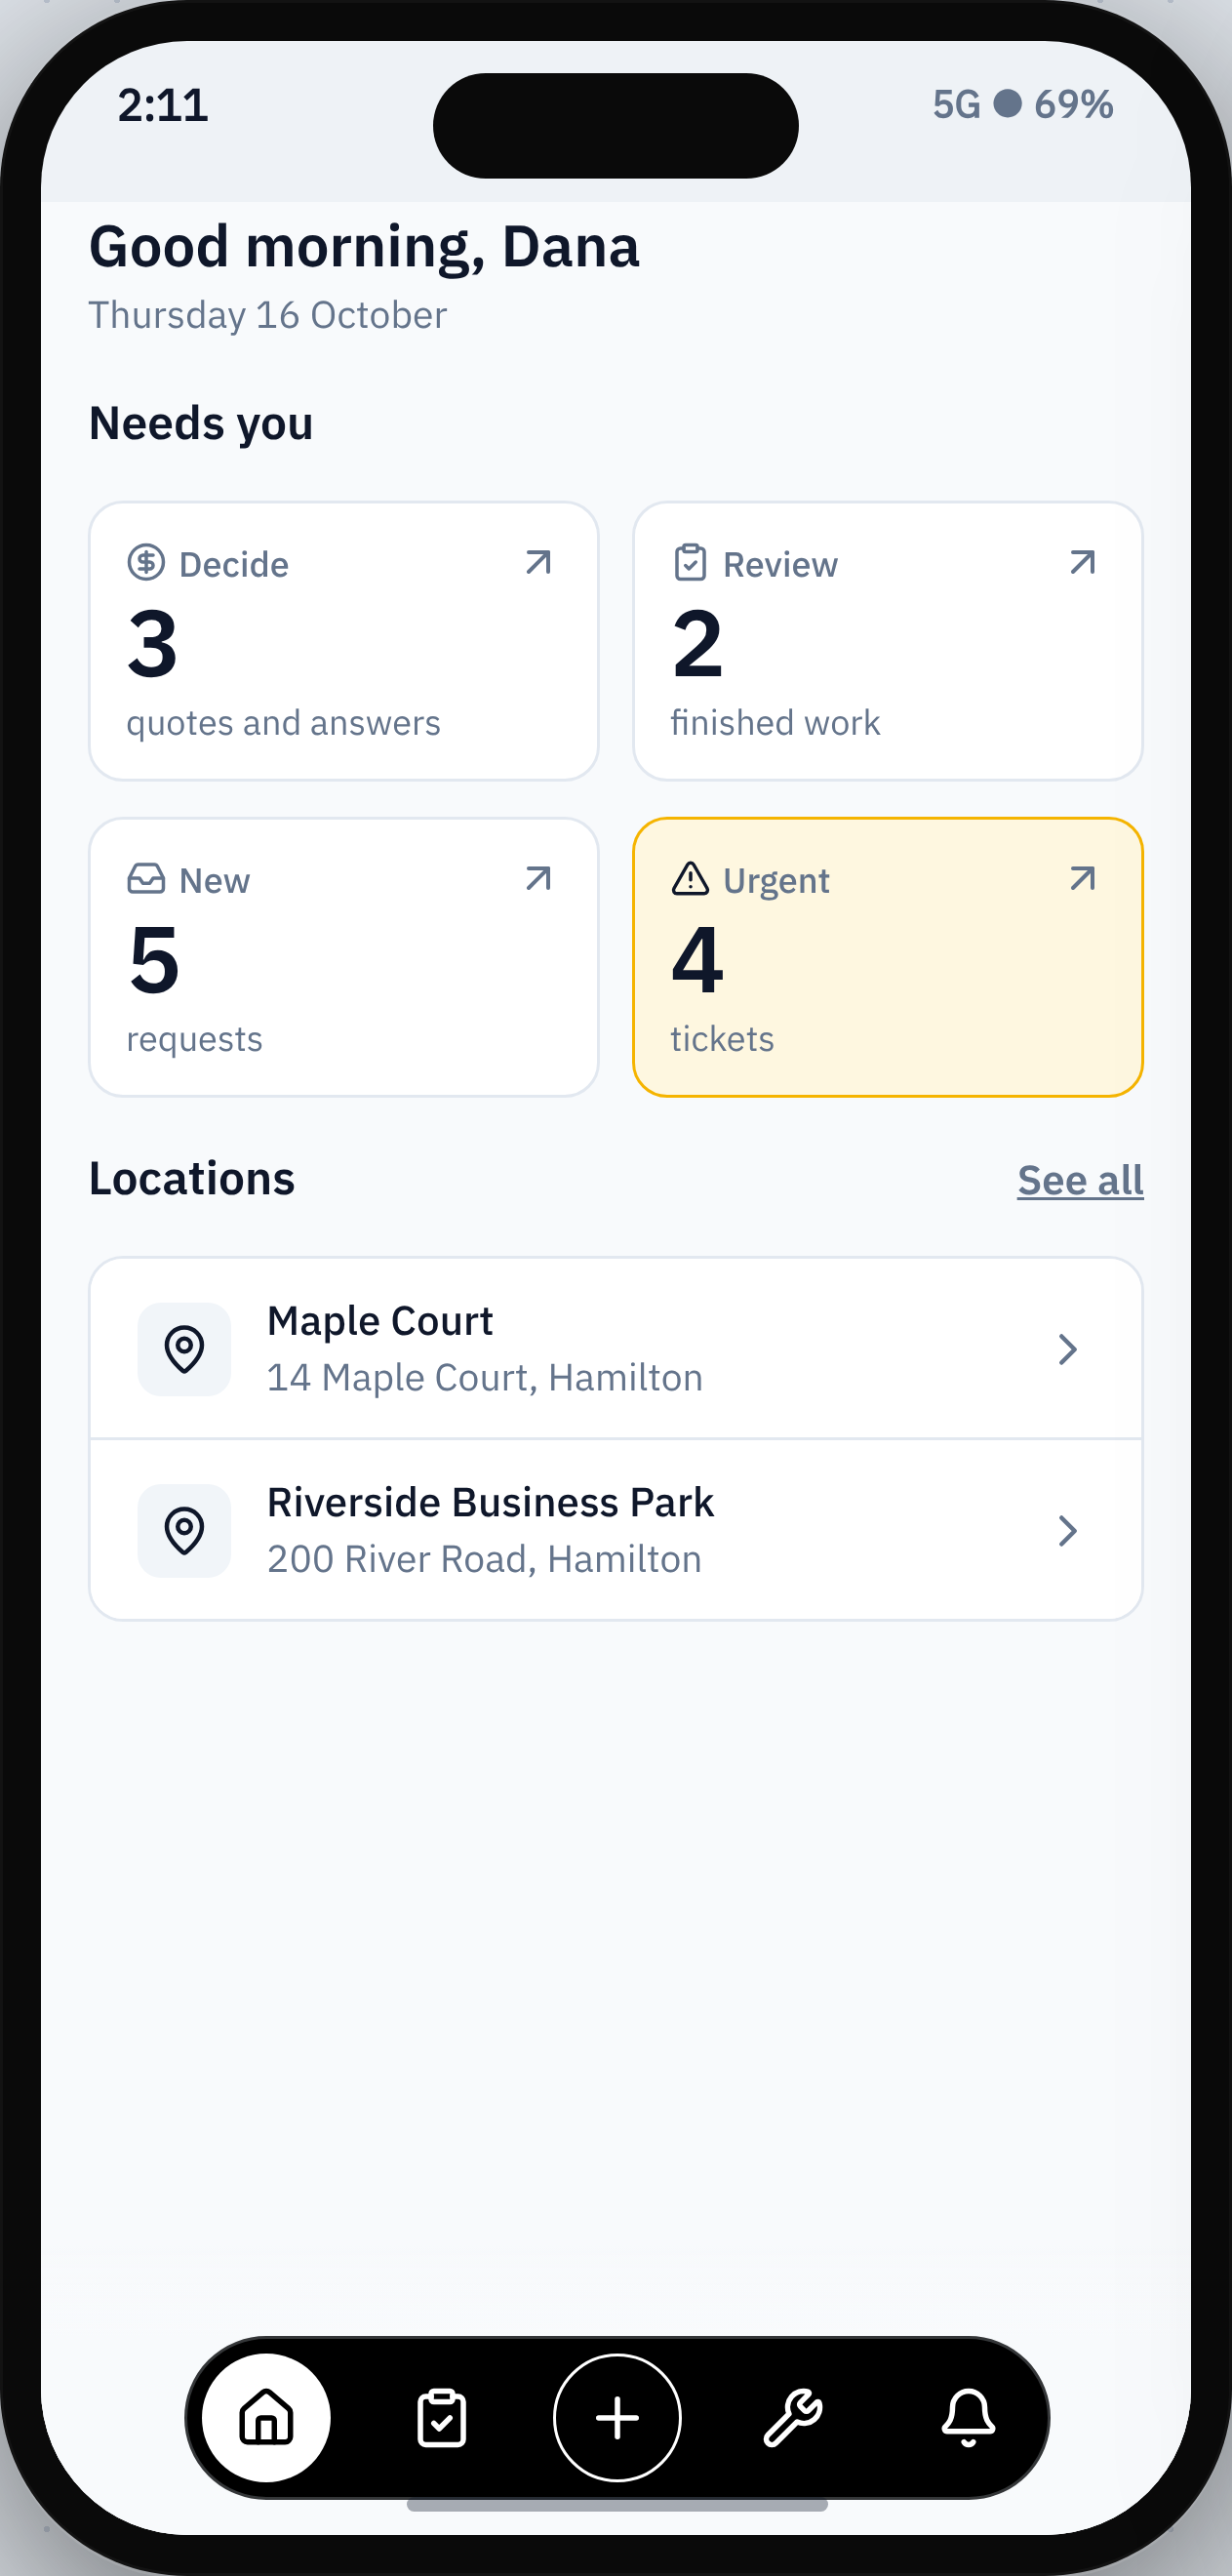 2:11
5G 69%
Good morning, Dana
Thursday 16 October
Needs you
Decide
3
quotes and answers
Review
2
finished work
New
5
requests
Urgent
4
tickets
Locations
See all
Maple Court
14 Maple Court, Hamilton
Riverside Business Park
200 River Road, Hamilton